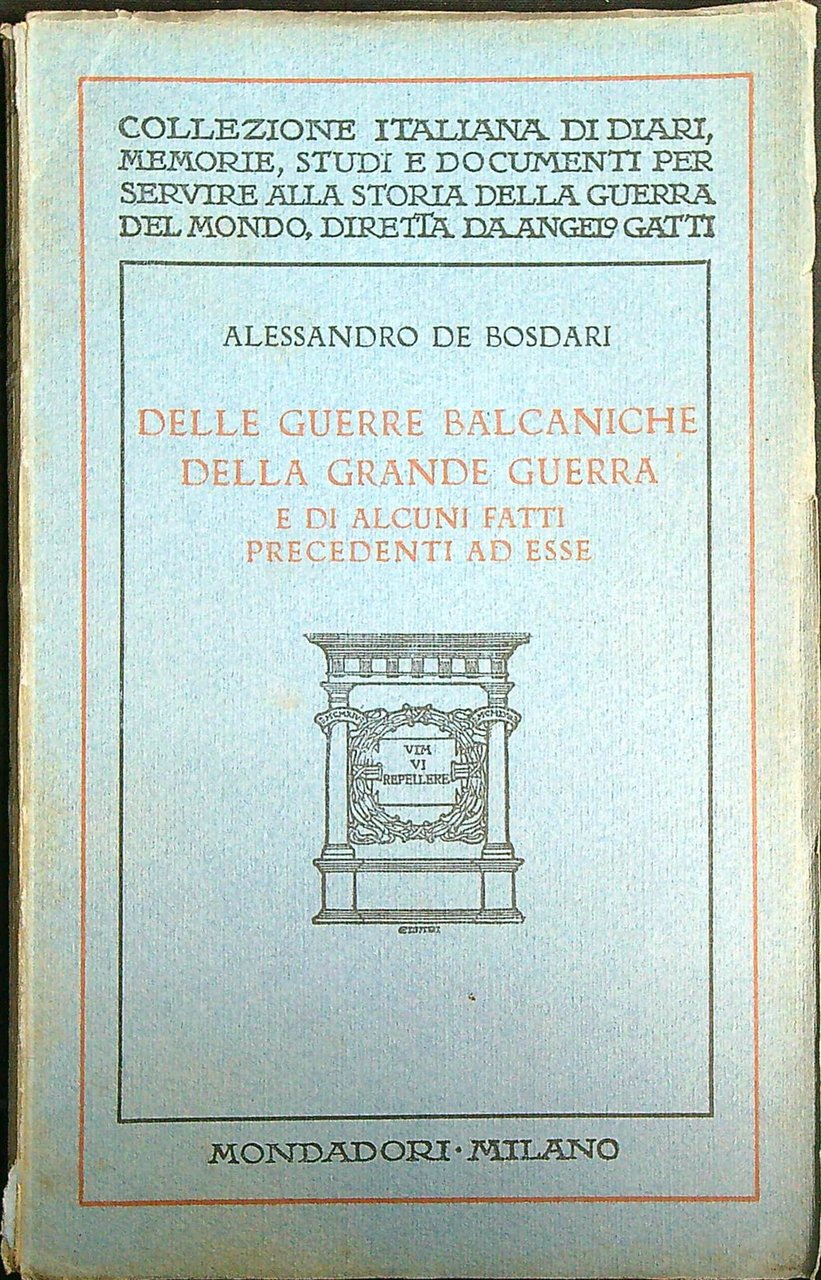 COLLEZIONE ITALIANA DI DIARI,
MEMORIE, STUDI E DOCUMENTI PER
SERVIRE ALLA STORIA DELLA GUERRA
DEL MONDO, DIRETTA DA ANGELO GATTI
ALESSANDRO DE BOSDARI
DELLE GUERRE BALCANICHE
DELLA GRANDE GUERRA
E DI ALCUNI FATTI
PRECEDENTI AD ESSE
VIM
VI
REPELLERE
MONDADORI · MILANO